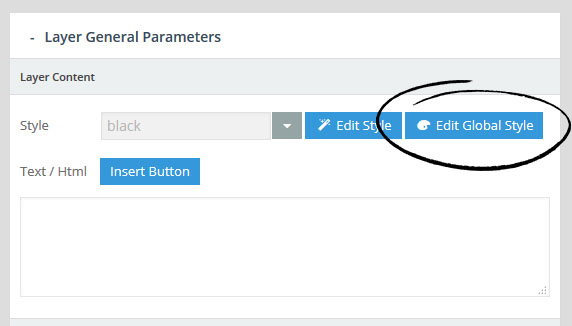 - Layer General Parameters
Layer Content
Style black Edit Style Edit Global Style
Text / Html Insert Button